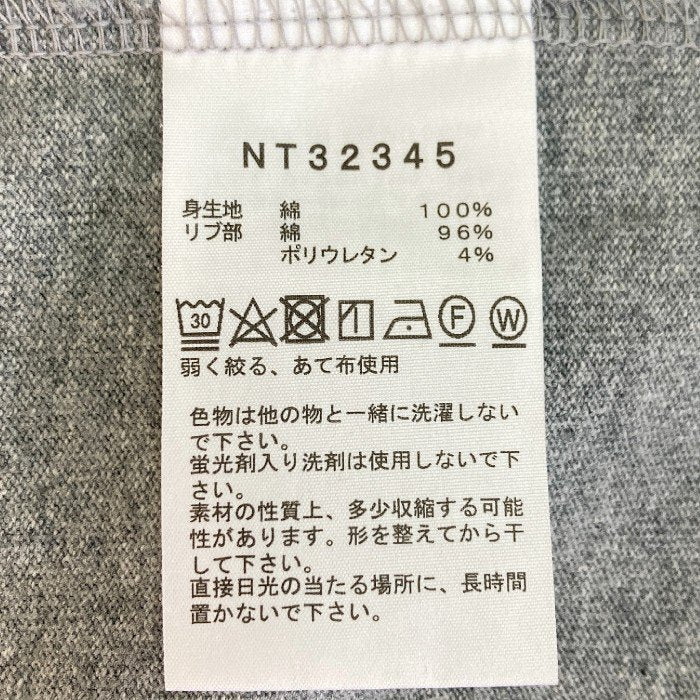 NT32345
身生地 綿 100%
リブ部 綿 96%
ポリウレタン 4%
30 F W
弱く絞る、あて布使用
色物は他の物と一緒に洗濯しない
で下さい。
蛍光剤入り洗剤は使用しないで下
さい。
素材の性質上、多少収縮する可能
性があります。形を整えてから干
して下さい。
直接日光の当たる場所に、長時間
置かないで下さい。